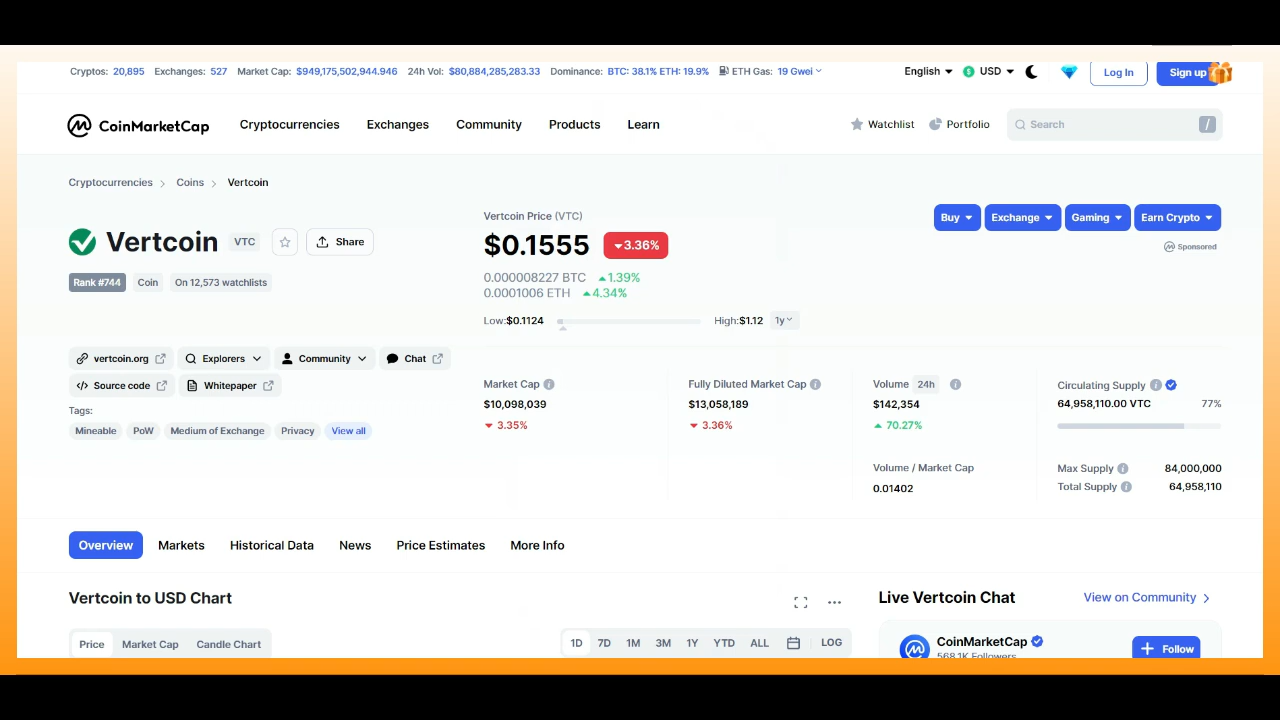 Cryptos: 20,895 Exchanges: 527 Market Cap: $949,175,502,944.946 24h Vol: $80,884,285,283.33 Dominance: BTC: 38.1% ETH: 19.9% ETH Gas: 19 Gwei English USD Log In Sign up
CoinMarketCap Cryptocurrencies Exchanges Community Products Learn Watchlist Portfolio Search /
Cryptocurrencies > Coins > Vertcoin
Vertcoin Price (VTC)
Buy Exchange Gaming Earn Crypto
Vertcoin VTC Share
$0.1555 3.36%
Sponsored
Rank #744 Coin On 12,573 watchlists
0.000008227 BTC 1.39%
0.0001006 ETH 4.34%
Low:$0.1124 High:$1.12 1y
vertcoin.org Explorers Community Chat
Source code Whitepaper
Tags:
Mineable PoW Medium of Exchange Privacy View all
Market Cap
$10,098,039
3.35%
Fully Diluted Market Cap
$13,058,189
3.36%
Volume 24h
$142,354
70.27%
Volume / Market Cap
0.01402
Circulating Supply
64,958,110.00 VTC 77%
Max Supply 84,000,000
Total Supply 64,958,110
Overview Markets Historical Data News Price Estimates More Info
Vertcoin to USD Chart
Price Market Cap Candle Chart 1D 7D 1M 3M 1Y YTD ALL LOG
Live Vertcoin Chat View on Community >
CoinMarketCap
568.1K Followers
+ Follow